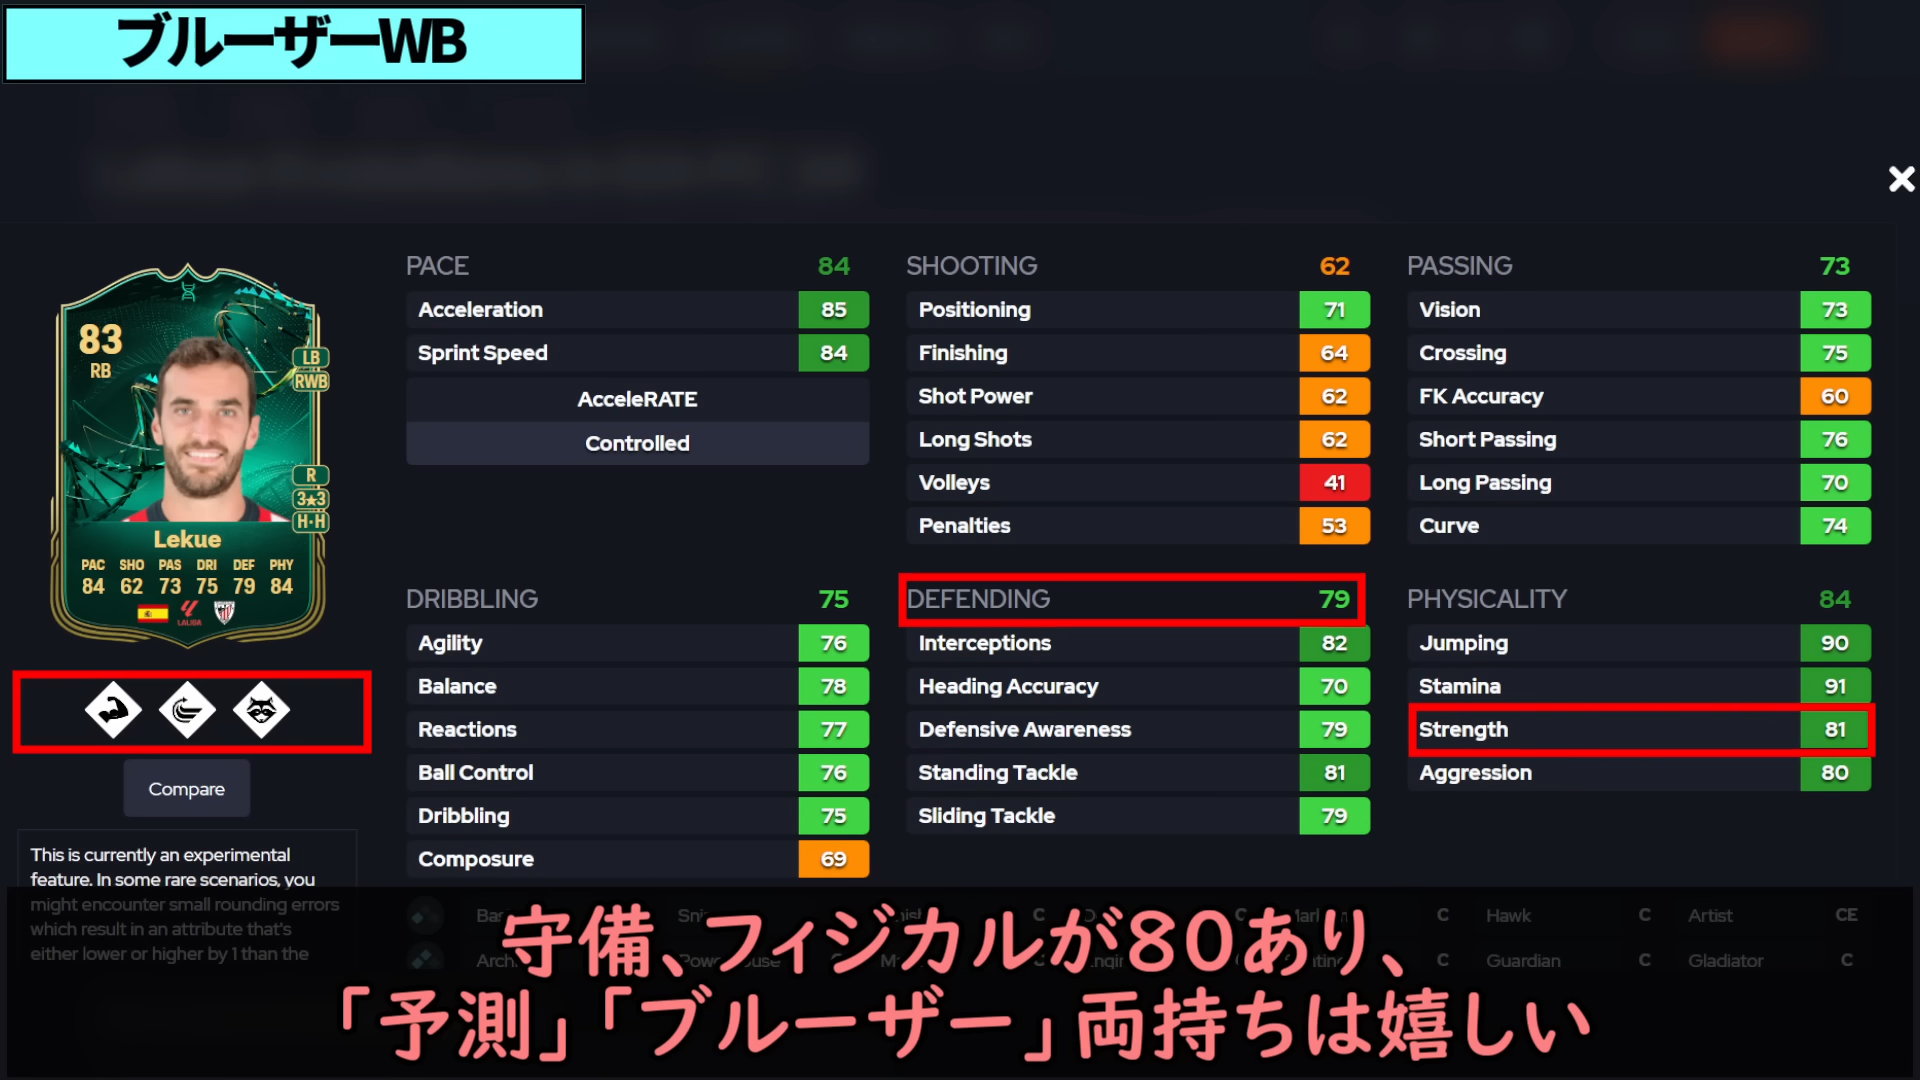 ブルーザーWB
83
RB
LB
RWB
R
3★3
H·H
Lekue
PAC SHO PAS DRI DEF PHY
84 62 73 75 79 84
LALIGA
Compare
This is currently an experimental
feature. In some rare scenarios, you
might encounter small rounding errors
which result in an attribute that's
either lower or higher by 1 than the
PACE 84
Acceleration 85
Sprint Speed 84
AcceleRATE
Controlled
SHOOTING 62
Positioning 71
Finishing 64
Shot Power 62
Long Shots 62
Volleys 41
Penalties 53
PASSING 73
Vision 73
Crossing 75
FK Accuracy 60
Short Passing 76
Long Passing 70
Curve 74
DRIBBLING 75
Agility 76
Balance 78
Reactions 77
Ball Control 76
Dribbling 75
Composure 69
DEFENDING 79
Interceptions 82
Heading Accuracy 70
Defensive Awareness 79
Standing Tackle 81
Sliding Tackle 79
PHYSICALITY 84
Jumping 90
Stamina 91
Strength 81
Aggression 80
C C C Hawk C Artist CE
C Guardian C Gladiator C
守備、フィジカルが80あり、
「予測」「ブルーザー」両持ちは嬉しい